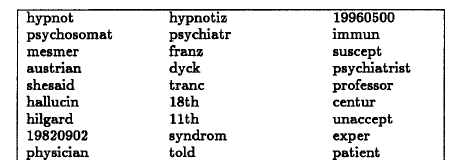 hypnot hypnotiz 19960500
psychosomat psychiatr immun
mesmer franz suscept
austrian dyck psychiatrist
shesaid tranc professor
hallucin 18th centur
hilgard 11th unaccept
19820902 syndrom exper
physician told patient